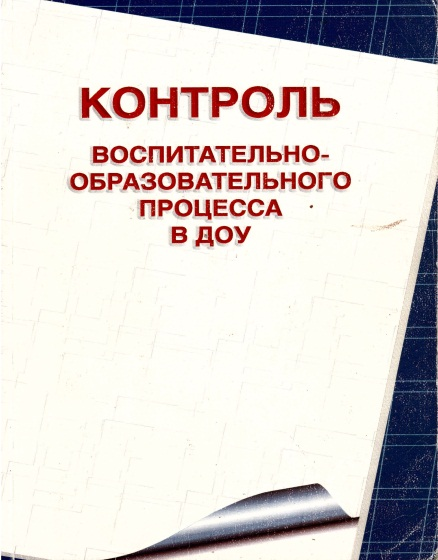 КОНТРОЛЬ
ВОСПИТАТЕЛЬНО-
ОБРАЗОВАТЕЛЬНОГО
ПРОЦЕССА
В ДОУ